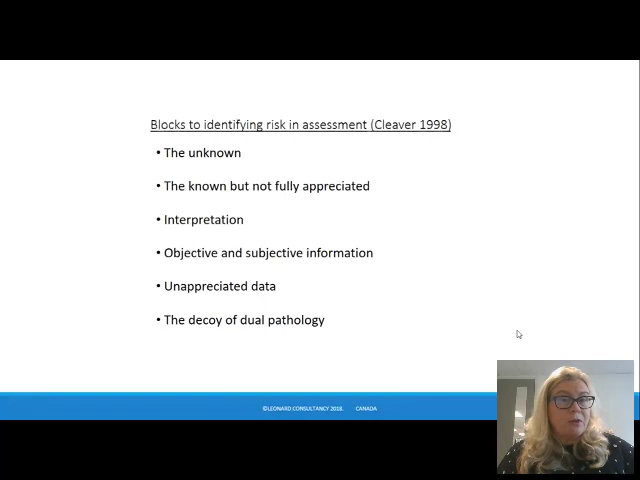 Blocks to identifying risk in assessment (Cleaver 1998)
• The unknown
• The known but not fully appreciated
• Interpretation
• Objective and subjective information
• Unappreciated data
• The decoy of dual pathology
©LEONARD CONSULTANCY 2018. CANADA